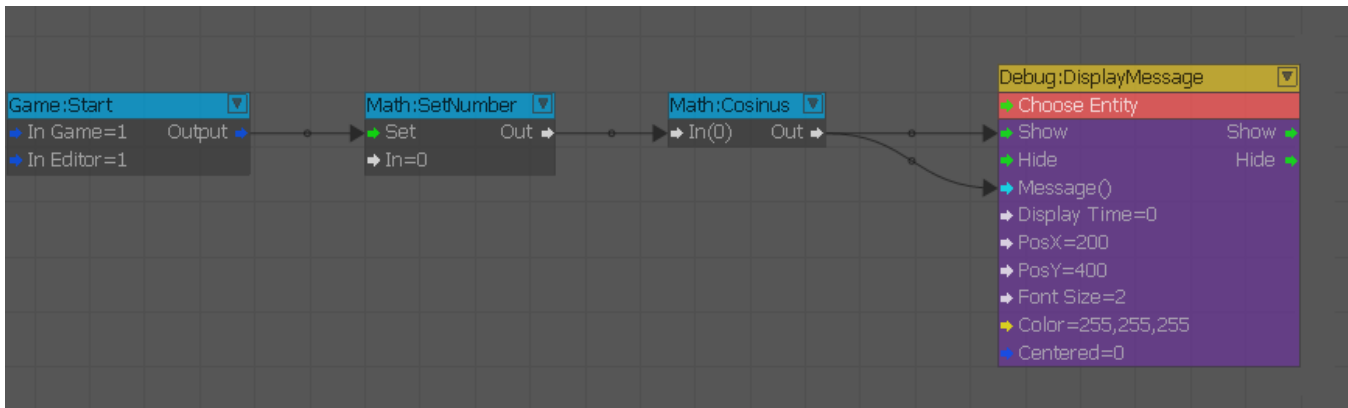 Game:Start
In Game=1 Output
In Editor=1
Math:SetNumber
Set Out
In=0
Math:Cosinus
In(0) Out
Debug:DisplayMessage
Choose Entity
Show Show
Hide Hide
Message()
Display Time=0
PosX=200
PosY=400
Font Size=2
Color=255,255,255
Centered=0